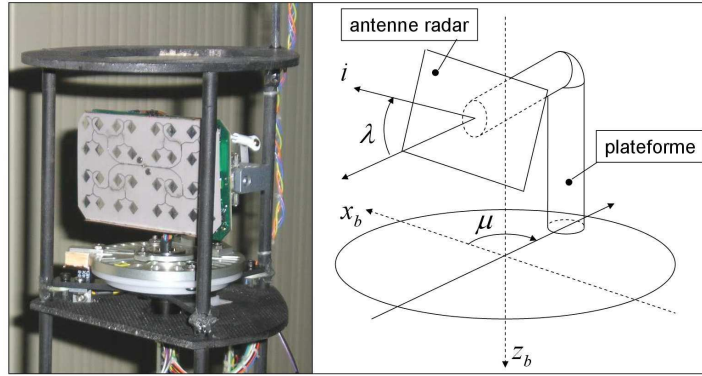 antenne radar
i
λ
plateforme
x_b
μ
z_b